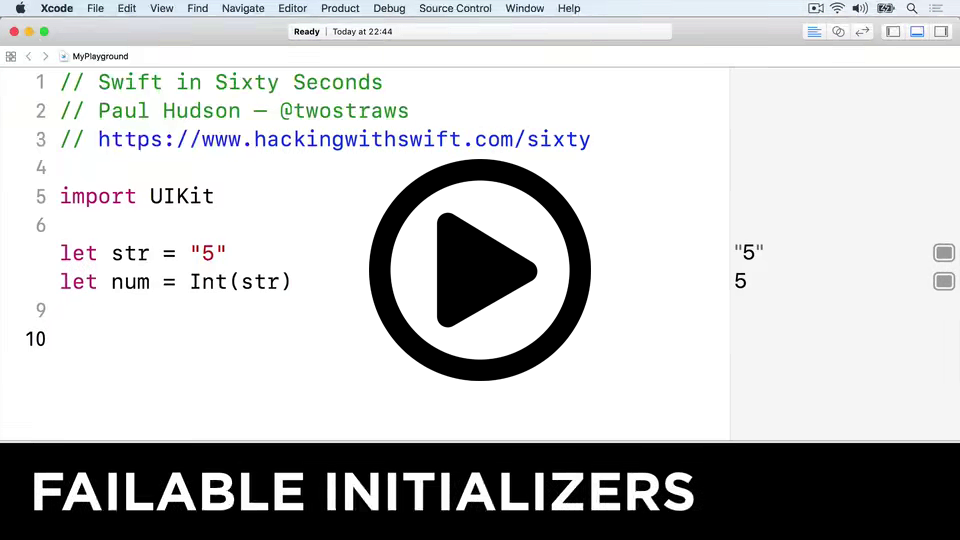 Xcode File Edit View Find Navigate Editor Product Debug Source Control Window Help
Ready | Today at 22:44
MyPlayground
1 // Swift in Sixty Seconds
2 // Paul Hudson — @twostraws
3 // https://www.hackingwithswift.com/sixty
4
5 import UIKit
6
let str = "5" "5"
let num = Int(str) 5
9
10
FAILABLE INITIALIZERS